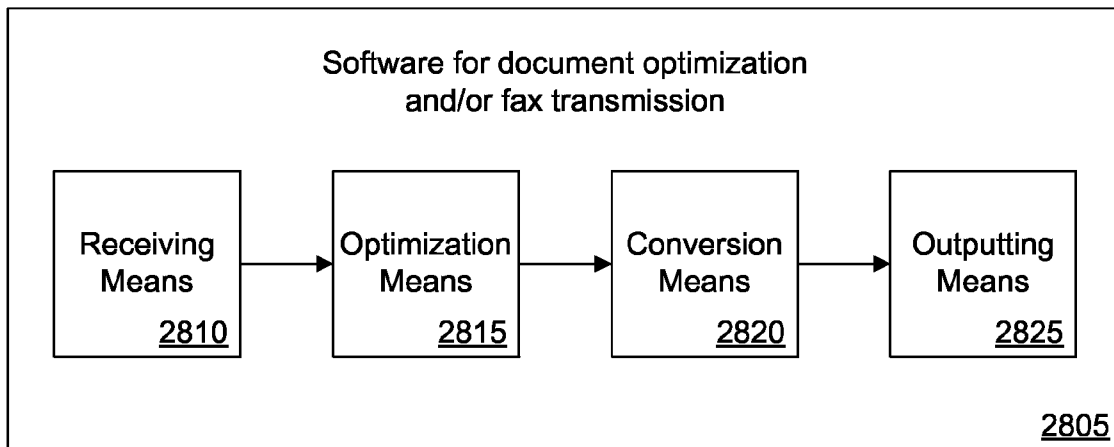 Software for document optimization
and/or fax transmission
Receiving
Means
2810
Optimization
Means
2815
Conversion
Means
2820
Outputting
Means
2825
2805